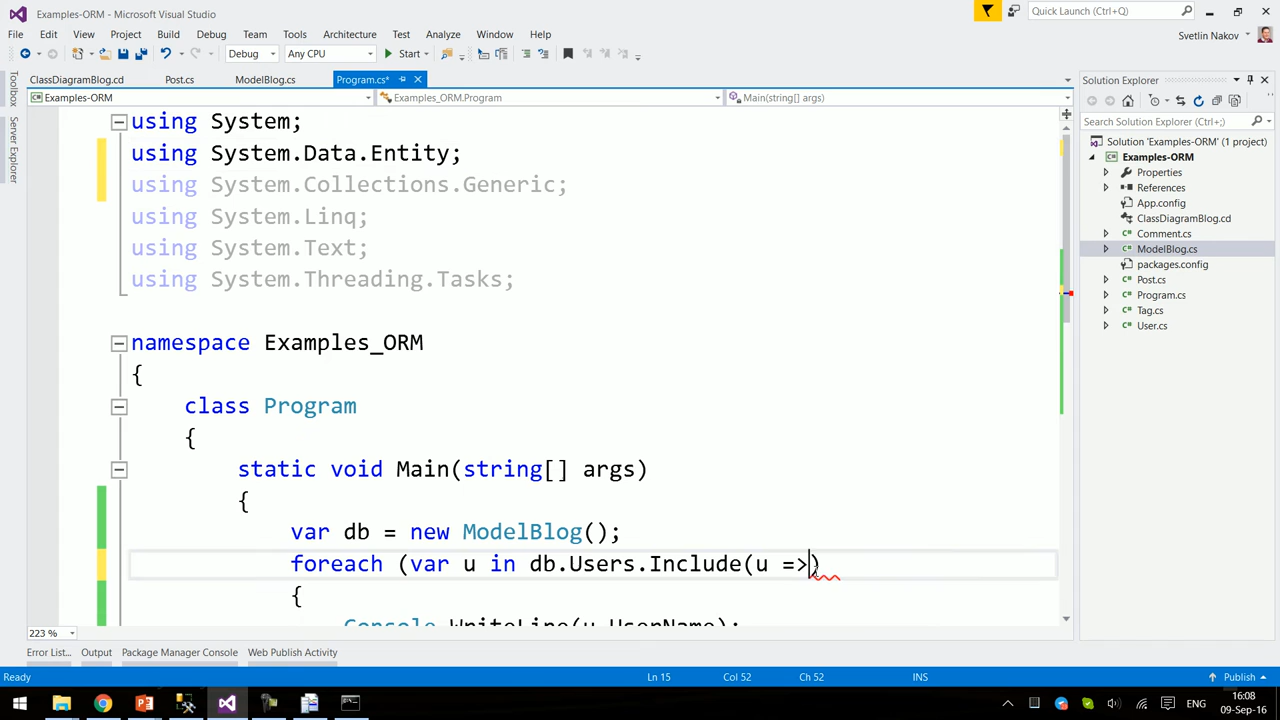 Examples-ORM - Microsoft Visual Studio
Quick Launch (Ctrl+Q)
File Edit View Project Build Debug Team Tools Architecture Test Analyze Window Help
Svetlin Nakov
Debug Any CPU Start
ClassDiagramBlog.cd Post.cs ModelBlog.cs Program.cs*
Examples-ORM Examples_ORM.Program Main(string[] args)
Toolbox
Server Explorer
using System;
using System.Data.Entity;
using System.Collections.Generic;
using System.Linq;
using System.Text;
using System.Threading.Tasks;
namespace Examples_ORM
{
class Program
{
static void Main(string[] args)
{
var db = new ModelBlog();
foreach (var u in db.Users.Include(u =>)
{
Console.WriteLine(u.UserName);
223 %
Solution Explorer
Search Solution Explorer (Ctrl+;)
Solution 'Examples-ORM' (1 project)
Examples-ORM
Properties
References
App.config
ClassDiagramBlog.cd
Comment.cs
ModelBlog.cs
packages.config
Post.cs
Program.cs
Tag.cs
User.cs
Error List... Output Package Manager Console Web Publish Activity
Ready Ln 15 Col 52 Ch 52 INS Publish
ENG
16:08
09-Sep-16